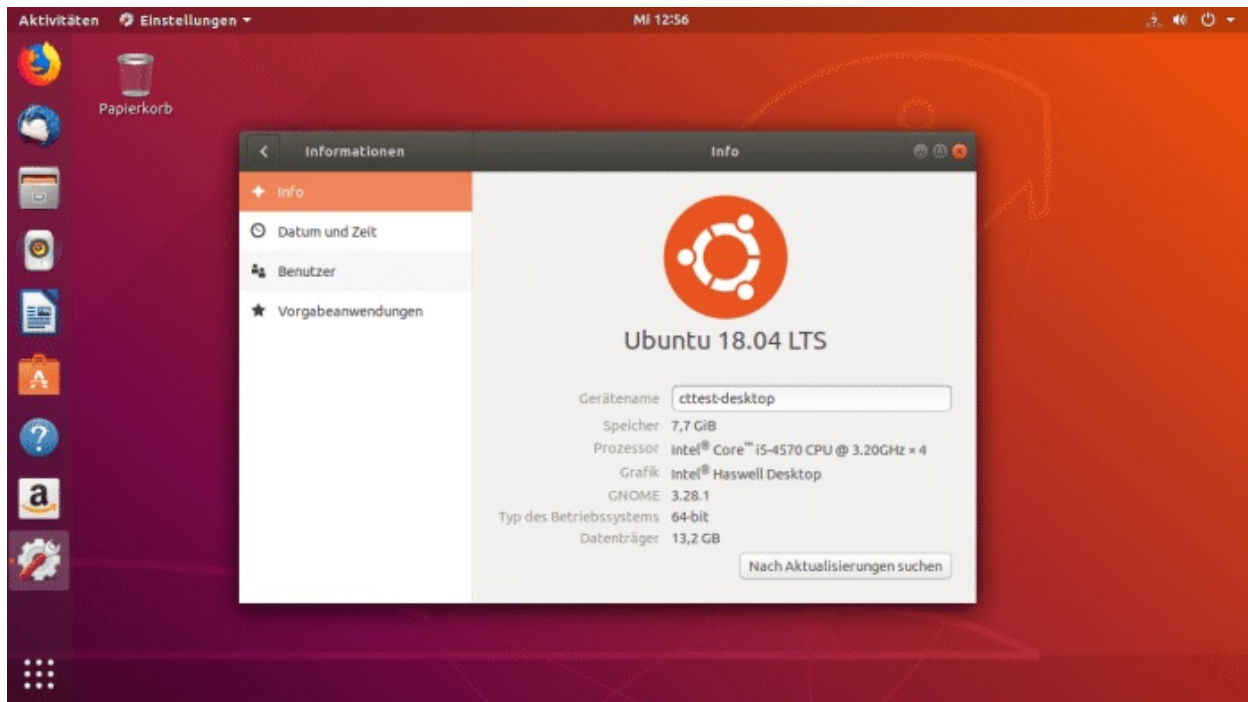 Aktivitäten Einstellungen Mi 12:56
Papierkorb
Informationen Info
Info
Datum und Zeit
Benutzer
Vorgabeanwendungen
Ubuntu 18.04 LTS
Gerätename cttest-desktop
Speicher 7,7 GiB
Prozessor Intel® Core™ i5-4570 CPU @ 3.20GHz × 4
Grafik Intel® Haswell Desktop
GNOME 3.28.1
Typ des Betriebssystems 64-bit
Datenträger 13,2 GB
Nach Aktualisierungen suchen